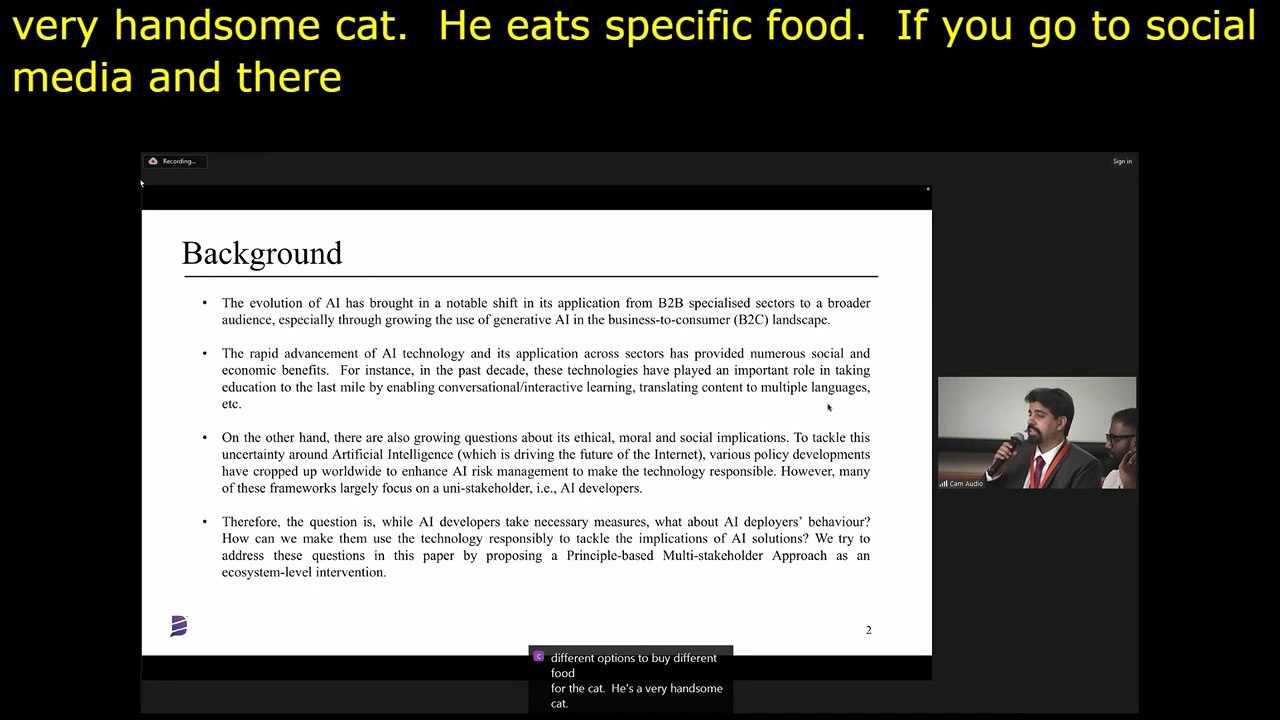 very handsome cat.  He eats specific food.  If you go to social
media and there
Recording...
Sign in
Background
• The evolution of AI has brought in a notable shift in its application from B2B specialised sectors to a broader
audience, especially through growing the use of generative AI in the business-to-consumer (B2C) landscape.
• The rapid advancement of AI technology and its application across sectors has provided numerous social and
economic benefits.  For instance, in the past decade, these technologies have played an important role in taking
education to the last mile by enabling conversational/interactive learning, translating content to multiple languages,
etc.
• On the other hand, there are also growing questions about its ethical, moral and social implications. To tackle this
uncertainty around Artificial Intelligence (which is driving the future of the Internet), various policy developments
have cropped up worldwide to enhance AI risk management to make the technology responsible. However, many
of these frameworks largely focus on a uni-stakeholder, i.e., AI developers.
• Therefore, the question is, while AI developers take necessary measures, what about AI deployers' behaviour?
How can we make them use the technology responsibly to tackle the implications of AI solutions? We try to
address these questions in this paper by proposing a Principle-based Multi-stakeholder Approach as an
ecosystem-level intervention.
2
Cam Audio
C different options to buy different
food
for the cat.  He's a very handsome
cat.